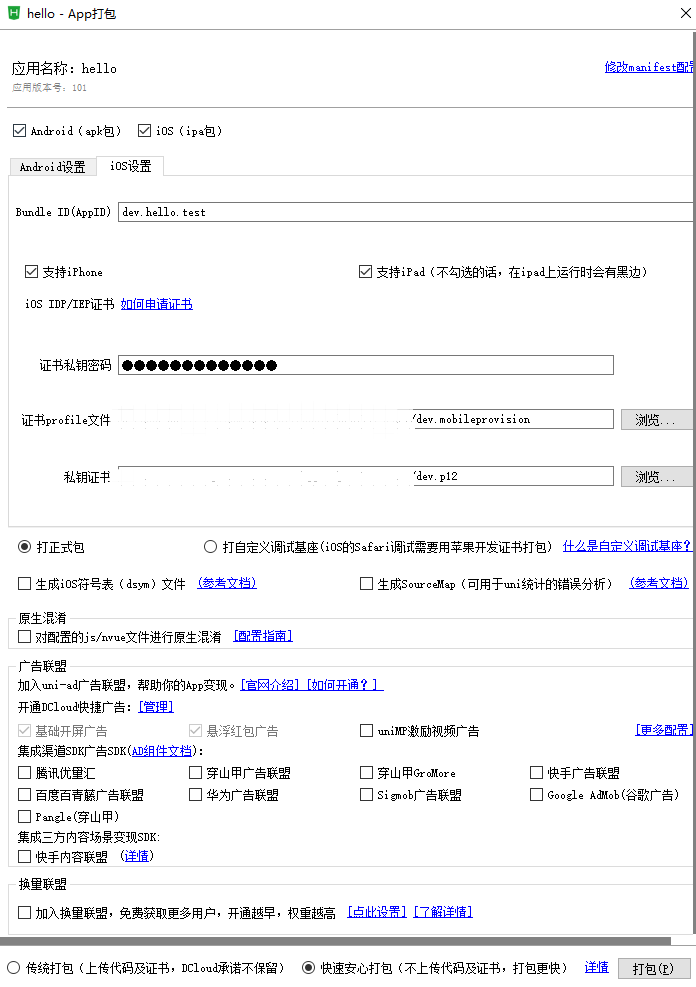 hello - App打包
应用名称：hello
修改manifest配置
应用版本号：101
Android（apk包） iOS（ipa包）
Android设置 iOS设置
Bundle ID(AppID) dev.hello.test
支持iPhone 支持iPad（不勾选的话，在ipad上运行时会有黑边）
iOS IDP/IEP证书 如何申请证书
证书私钥密码 ●●●●●●●●●●●●●
证书profile文件 /dev.mobileprovision 浏览...
私钥证书 /dev.p12 浏览...
打正式包 打自定义调试基座(iOS的Safari调试需要用苹果开发证书打包) 什么是自定义调试基座？
生成iOS符号表（dsym）文件 (参考文档) 生成SourceMap（可用于uni统计的错误分析） (参考文档)
原生混淆
对配置的js/nvue文件进行原生混淆 [配置指南]
广告联盟
加入uni-ad广告联盟，帮助你的App变现。[官网介绍] [如何开通？]
开通DCloud快捷广告：[管理]
基础开屏广告 悬浮红包广告 uniMP激励视频广告 [更多配置]
集成渠道SDK广告SDK(AD组件文档)：
腾讯优量汇 穿山甲广告联盟 穿山甲GroMore 快手广告联盟
百度百青藤广告联盟 华为广告联盟 Sigmob广告联盟 Google AdMob(谷歌广告)
Pangle(穿山甲)
集成三方内容场景变现SDK:
快手内容联盟 (详情)
换量联盟
加入换量联盟，免费获取更多用户，开通越早，权重越高 [点此设置] [了解详情]
传统打包（上传代码及证书，DCloud承诺不保留） 快速安心打包（不上传代码及证书，打包更快） 详情 打包(P)